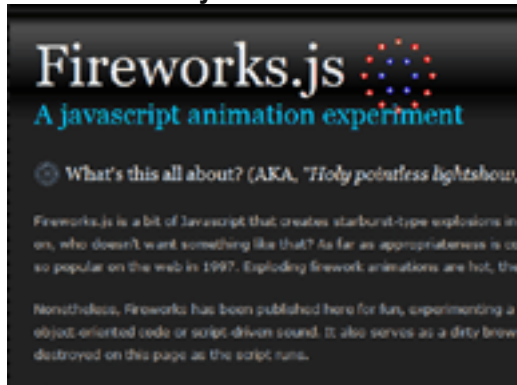 Fireworks.js
A javascript animation experiment
What's this all about? (AKA, "Holy pointless lightshow,
Fireworks.js is a bit of Javascript that creates starburst-type explosions in
on, who doesn't want something like that? As far as appropriateness is
so popular on the web in 1997. Exploding firework animations are hot, the
Nonetheless, Fireworks has been published here for fun, experimenting a
object-oriented code or script-driven sound. It also serves as a dirty brow
destroyed on this page as the script runs.